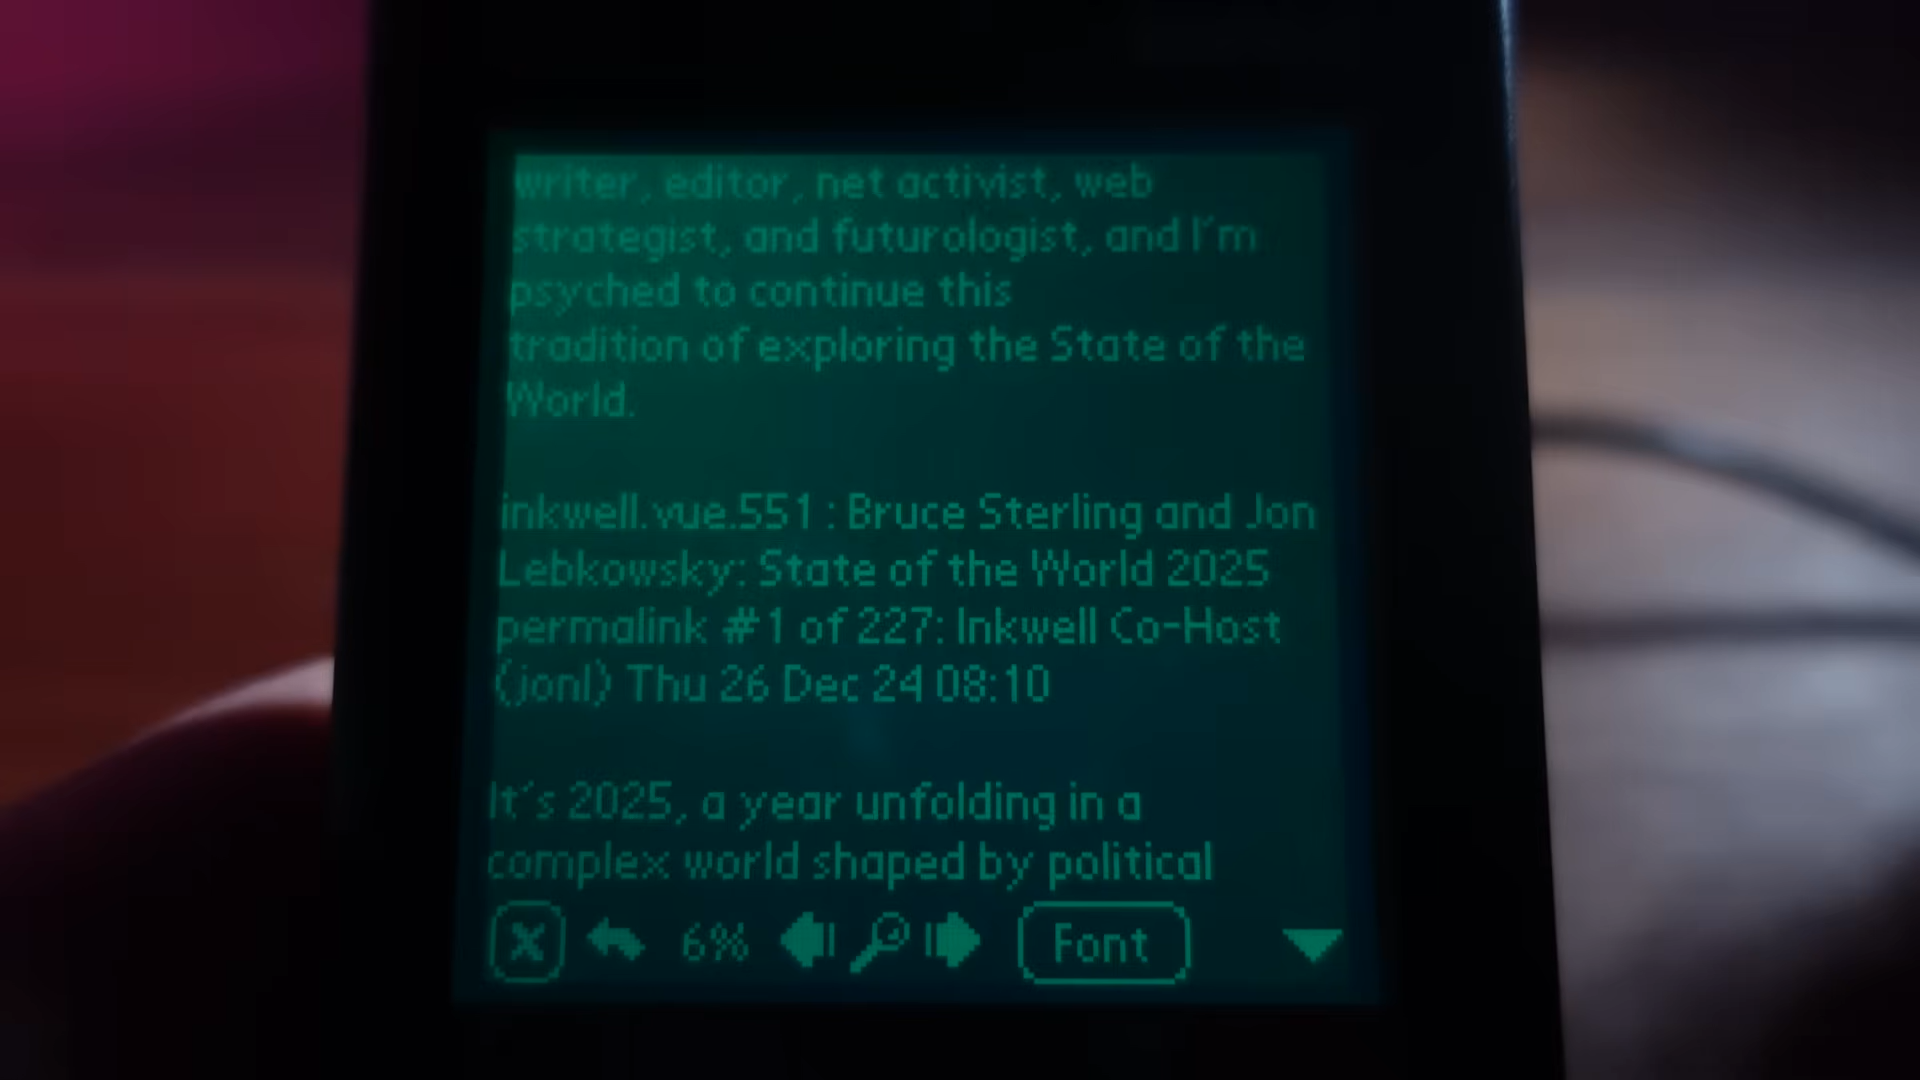 writer, editor, net activist, web
strategist, and futurologist, and I'm
psyched to continue this
tradition of exploring the State of the
World.
inkwell.vue.551 : Bruce Sterling and Jon
Lebkowsky: State of the World 2025
permalink #1 of 227: Inkwell Co-Host
(jonl) Thu 26 Dec 24 08:10
It's 2025, a year unfolding in a
complex world shaped by political
6% Font